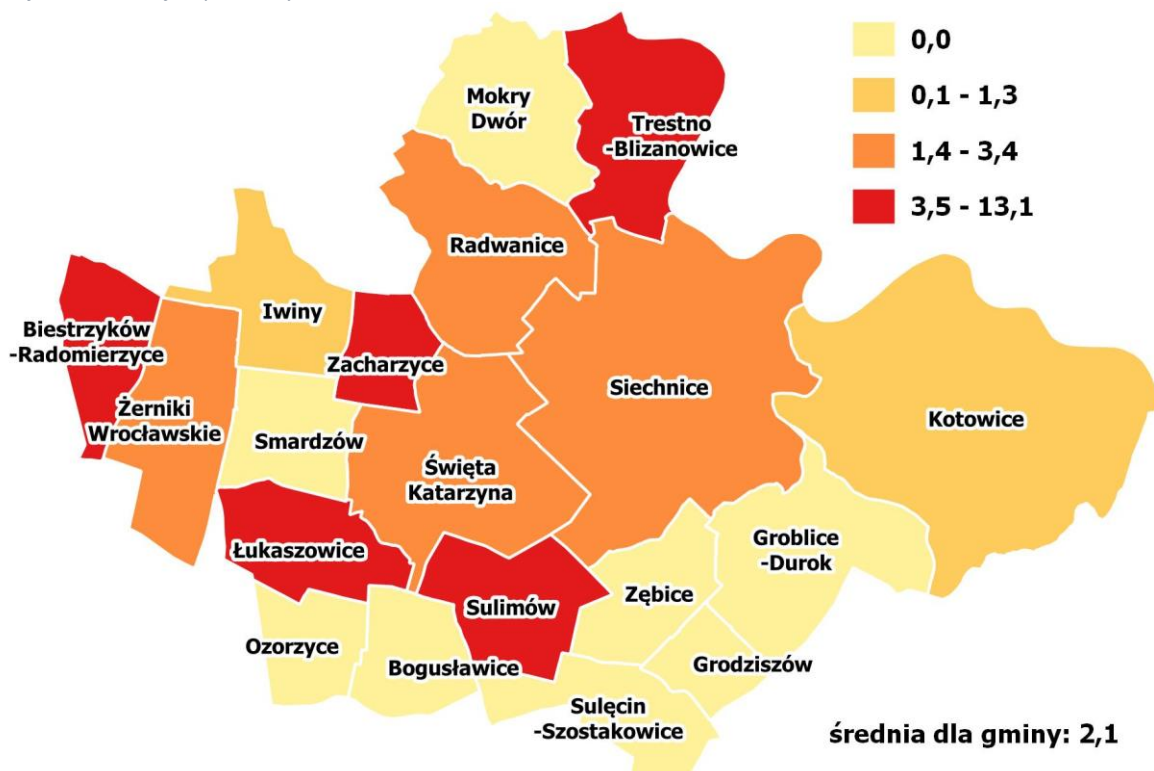 0,0
0,1 - 1,3
1,4 - 3,4
3,5 - 13,1
Mokry
Dwór
Trestno
-Blizanowice
Radwanice
Iwiny
Biestrzyków
-Radomierzyce
Zacharzyce
Żerniki
Wrocławskie
Siechnice
Kotowice
Smardzów
Święta
Katarzyna
Łukaszowice
Groblice
-Durok
Sulimów
Zębice
Ozorzyce
Bogusławice
Grodziszów
Sulęcin
-Szostakowice
średnia dla gminy: 2,1